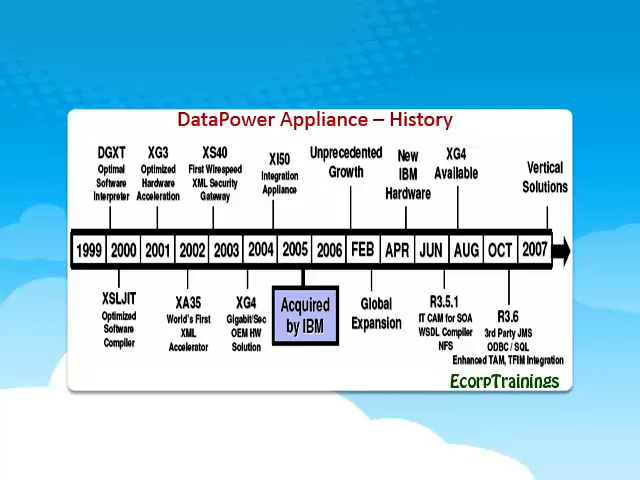 DataPower Appliance – History
DGXT
Optimal
Software
Interpreter
XG3
Optimized
Hardware
Acceleration
XS40
First Wirespeed
XML Security
Gateway
XI50
Integration
Appliance
Unprecedented
Growth
New
IBM
Hardware
XG4
Available
Vertical
Solutions
1999 2000 2001 2002 2003 2004 2005 2006 FEB APR JUN AUG OCT 2007
XSLJIT
Optimized
Software
Compiler
XA35
World's First
XML
Accelerator
XG4
Gigabit/Sec
OEM HW
Solution
Acquired
by IBM
Global
Expansion
R3.5.1
IT CAM for SOA
WSDL Compiler
NFS
R3.6
3rd Party JMS
ODBC / SQL
Enhanced TAM, TFIM Integration
EcorpTrainings